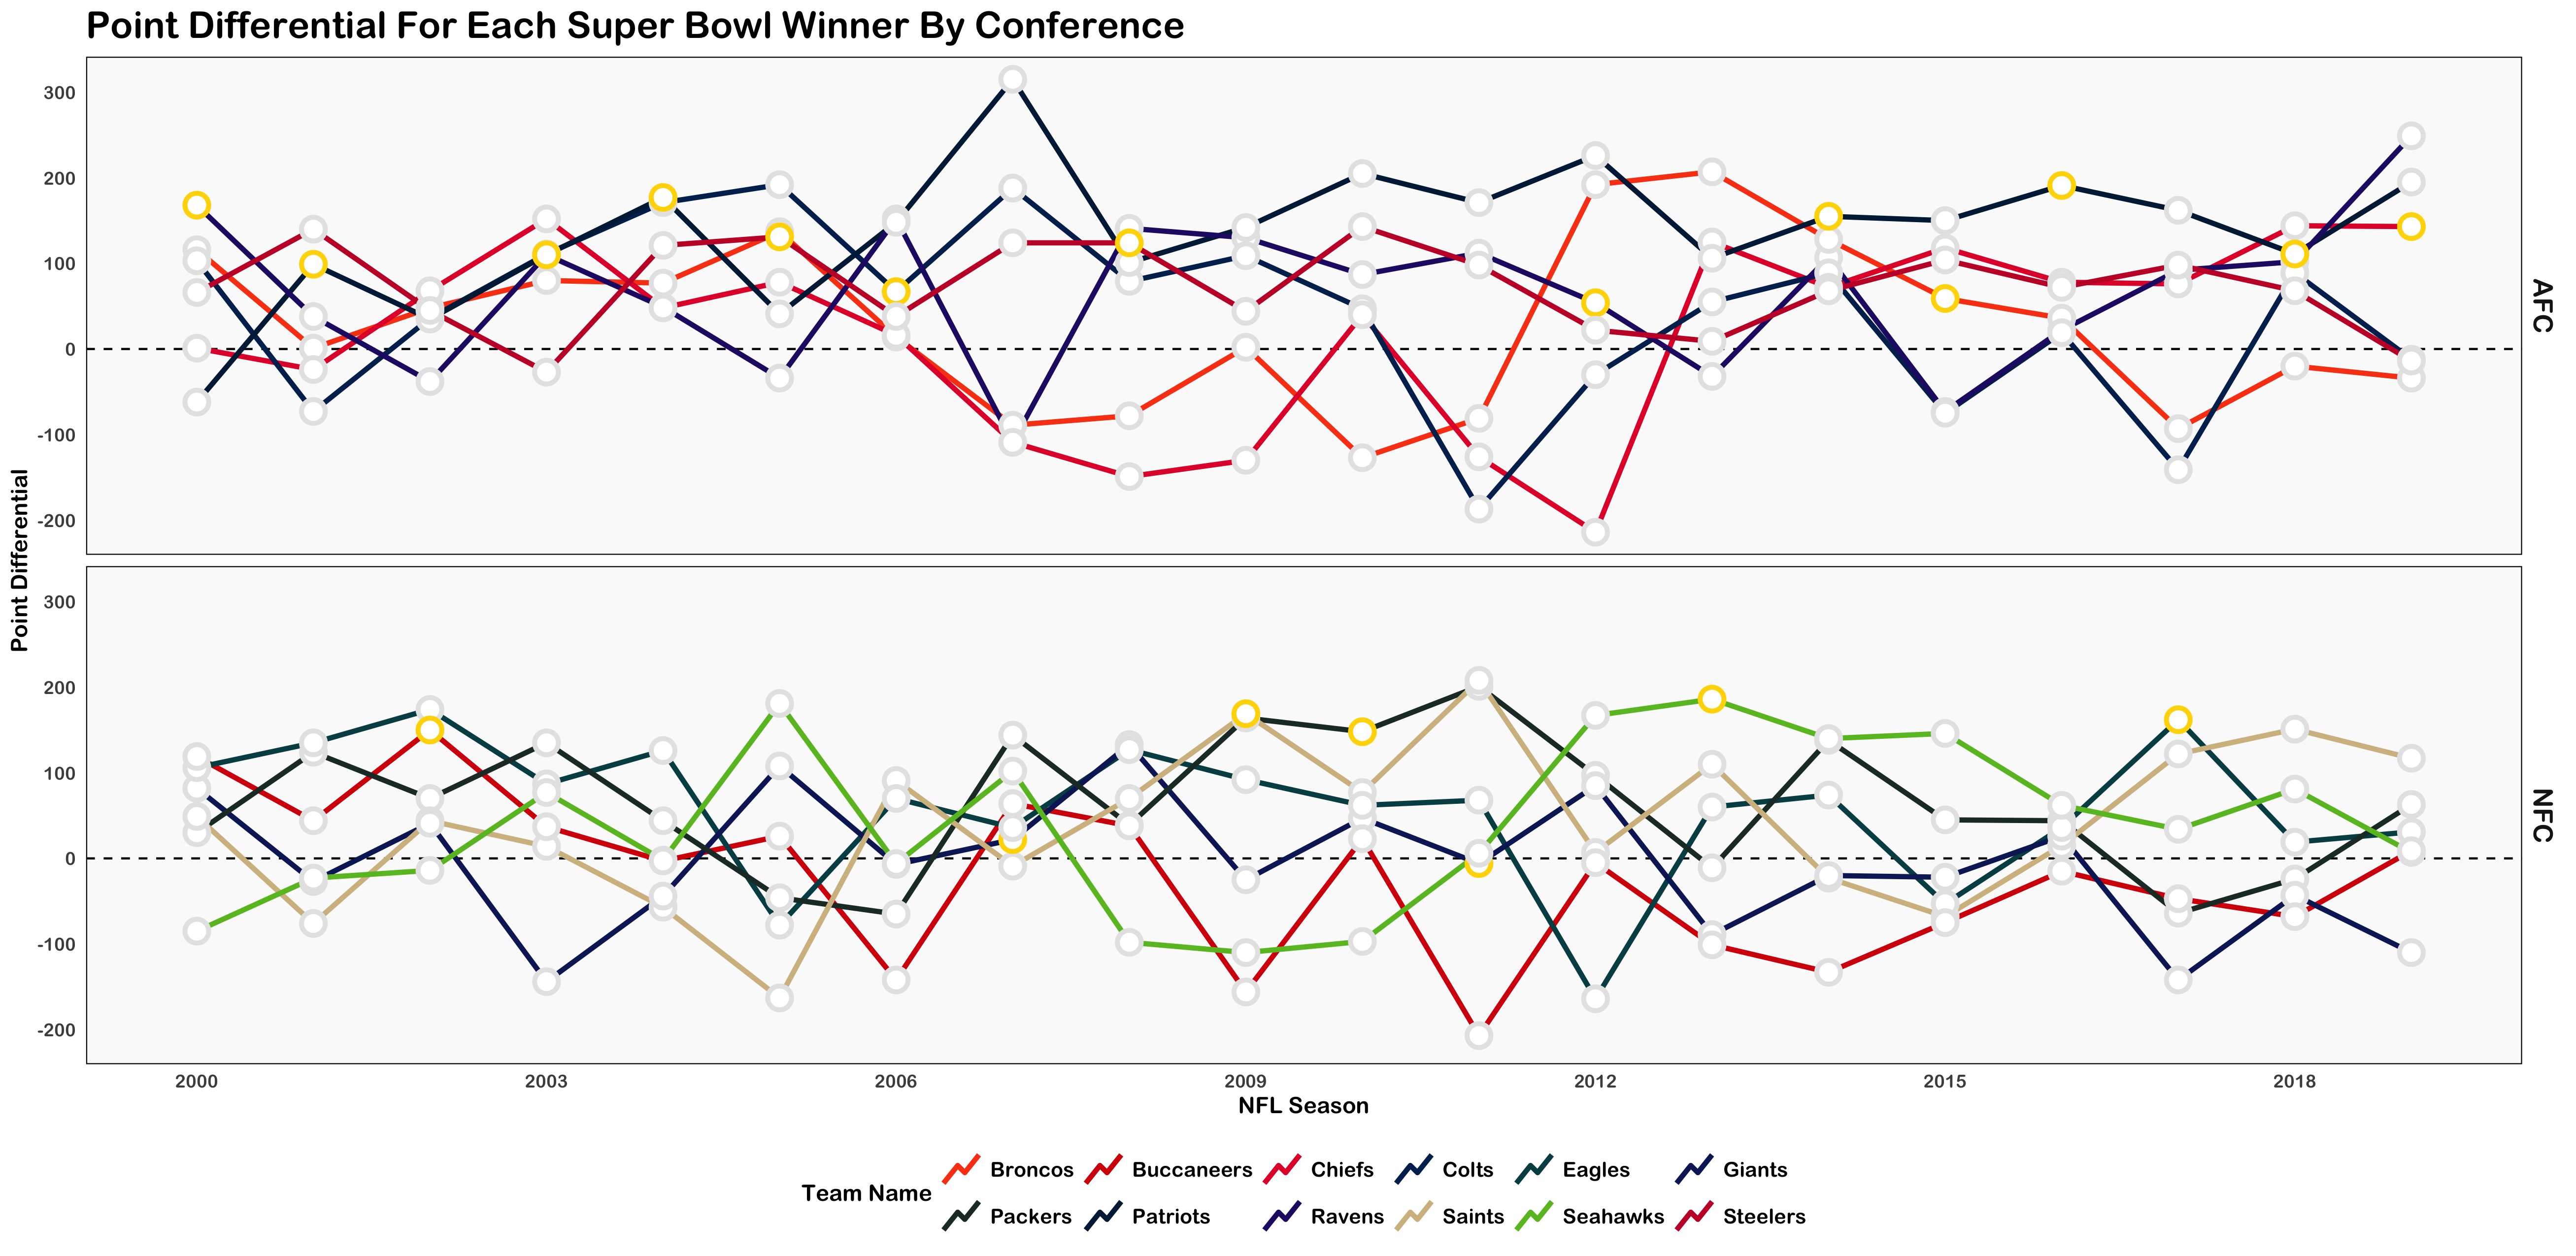 Point Differential For Each Super Bowl Winner By Conference
300
200
100
0
-100
-200
AFC
Point Differential
300
200
100
0
-100
-200
NFC
2000 2003 2006 2009 2012 2015 2018
NFL Season
Team Name
Broncos Buccaneers Chiefs Colts Eagles Giants
Packers Patriots Ravens Saints Seahawks Steelers